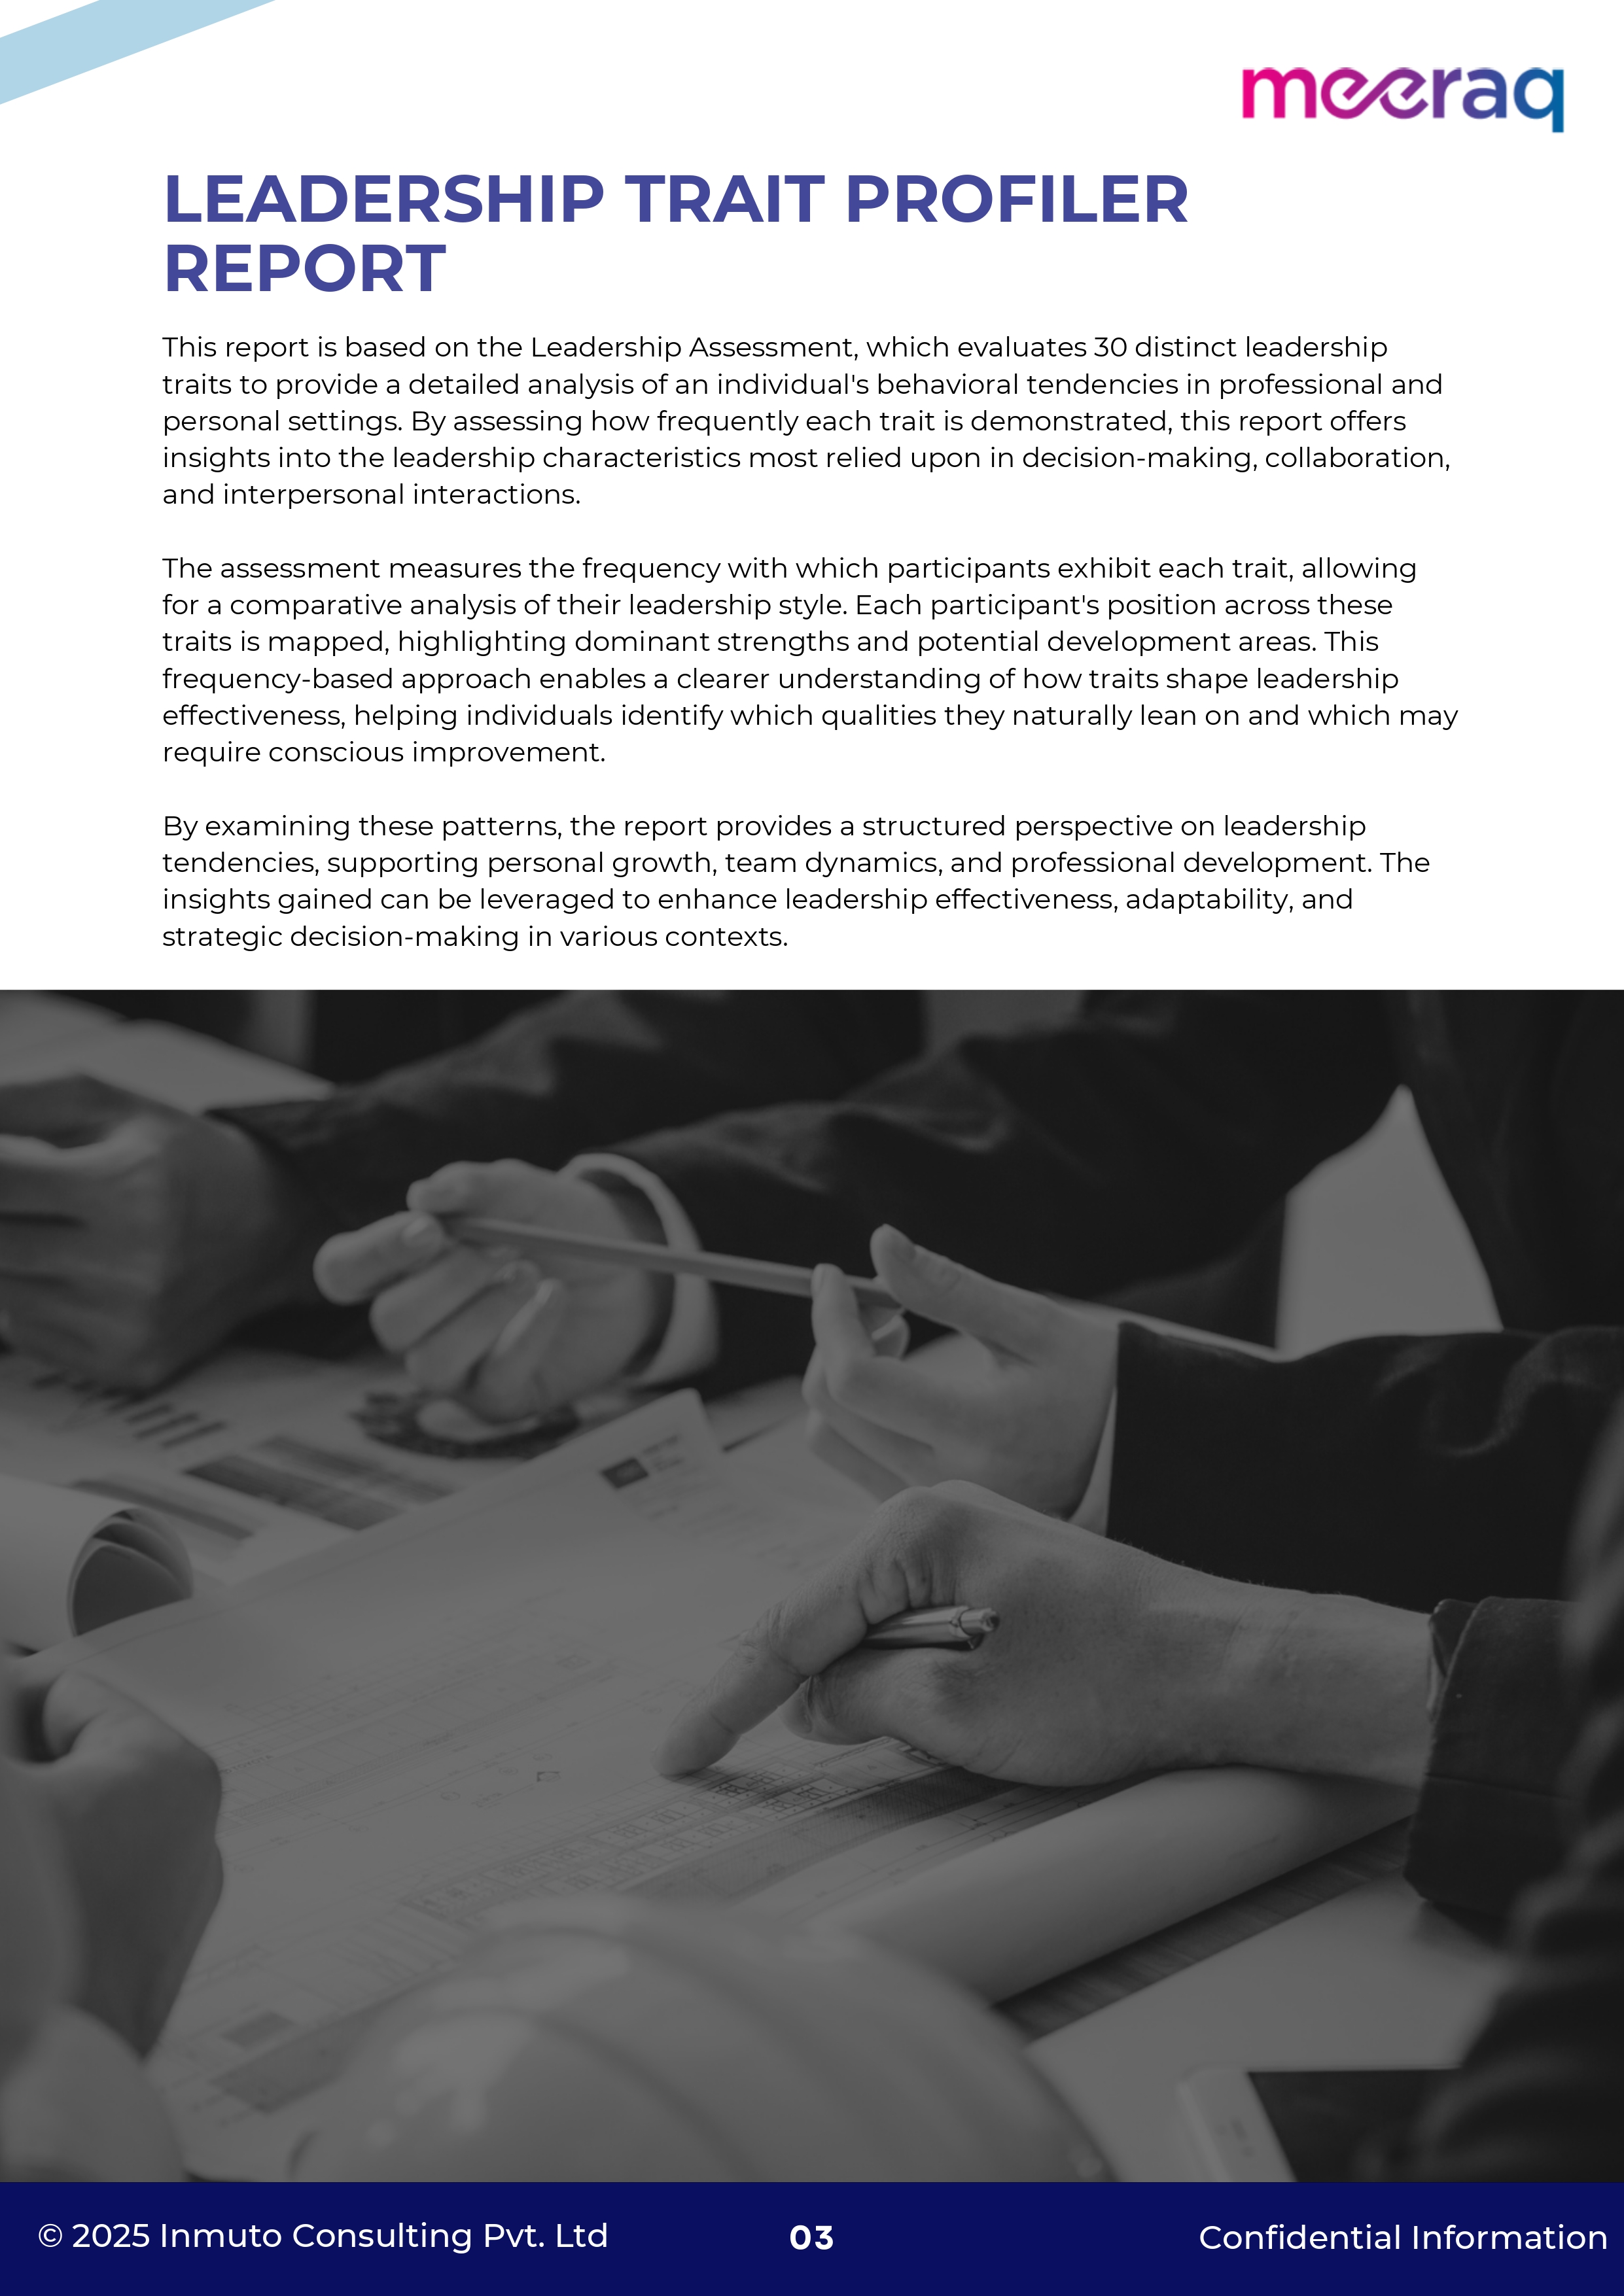 meeraq
LEADERSHIP TRAIT PROFILER
REPORT
This report is based on the Leadership Assessment, which evaluates 30 distinct leadership
traits to provide a detailed analysis of an individual's behavioral tendencies in professional and
personal settings. By assessing how frequently each trait is demonstrated, this report offers
insights into the leadership characteristics most relied upon in decision-making, collaboration,
and interpersonal interactions.
The assessment measures the frequency with which participants exhibit each trait, allowing
for a comparative analysis of their leadership style. Each participant's position across these
traits is mapped, highlighting dominant strengths and potential development areas. This
frequency-based approach enables a clearer understanding of how traits shape leadership
effectiveness, helping individuals identify which qualities they naturally lean on and which may
require conscious improvement.
By examining these patterns, the report provides a structured perspective on leadership
tendencies, supporting personal growth, team dynamics, and professional development. The
insights gained can be leveraged to enhance leadership effectiveness, adaptability, and
strategic decision-making in various contexts.
© 2025 Inmuto Consulting Pvt. Ltd
03
Confidential Information